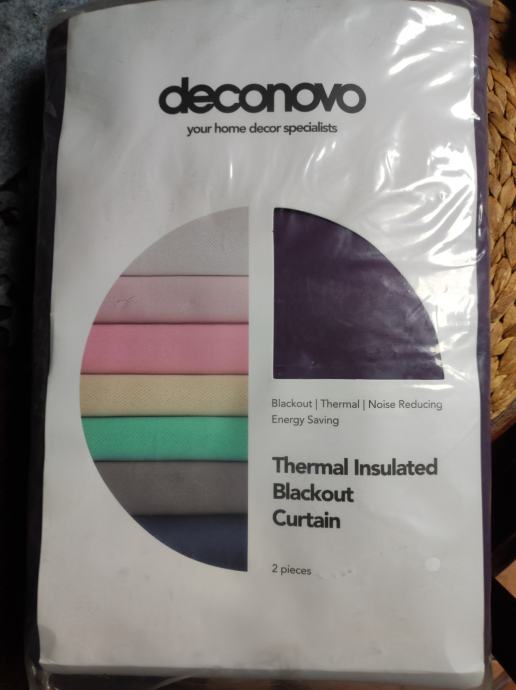 deconovo
your home decor specialists
Blackout | Thermal | Noise Reducing
Energy Saving
Thermal Insulated
Blackout
Curtain
2 pieces